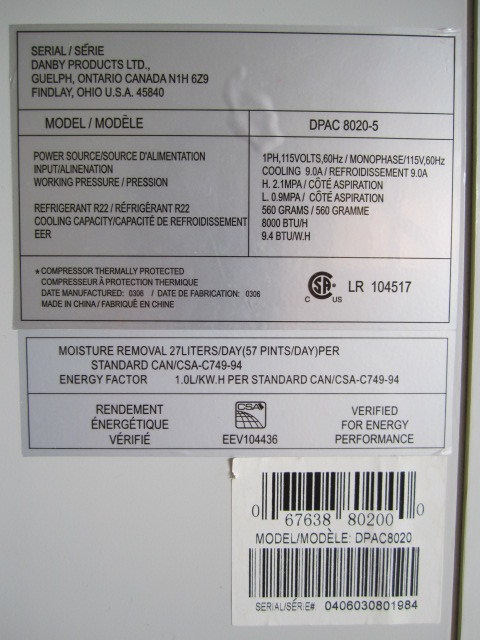 SERIAL / SÉRIE
DANBY PRODUCTS LTD.,
GUELPH, ONTARIO CANADA N1H 6Z9
FINDLAY, OHIO U.S.A. 45840
MODEL / MODÈLE DPAC 8020-5
POWER SOURCE/SOURCE D'ALIMENTATION 1PH,115VOLTS,60Hz / MONOPHASE/115V,60Hz
INPUT/ALINENATION COOLING 9.0A / REFROIDISSEMENT 9.0A
WORKING PRESSURE / PRESSION H. 2.1MPA / CÔTÉ ASPIRATION
L. 0.9MPA / CÔTÉ ASPIRATION
REFRIGERANT R22 / RÉFRIGÉRANT R22 560 GRAMS / 560 GRAMME
COOLING CAPACITY/CAPACITÉ DE REFROIDISSEMENT 8000 BTU/H
EER 9.4 BTU/W.H
*COMPRESSOR THERMALLY PROTECTED
COMPRESSEUR À PROTECTION THERMIQUE
DATE MANUFACTURED: 0306 / DATE DE FABRICATION: 0306
MADE IN CHINA / FABRIQUÉ EN CHINE
C SA® C US LR 104517
MOISTURE REMOVAL 27LITERS/DAY(57 PINTS/DAY)PER
STANDARD CAN/CSA-C749-94
ENERGY FACTOR 1.0L/KW.H PER STANDARD CAN/CSA-C749-94
RENDEMENT
ÉNERGÉTIQUE
VÉRIFIÉ
CSA
EEV104436
VERIFIED
FOR ENERGY
PERFORMANCE
0 67638 80200 0
MODEL/MODÈLE: DPAC8020
SERIAL/SÉRIE# 0406030801984